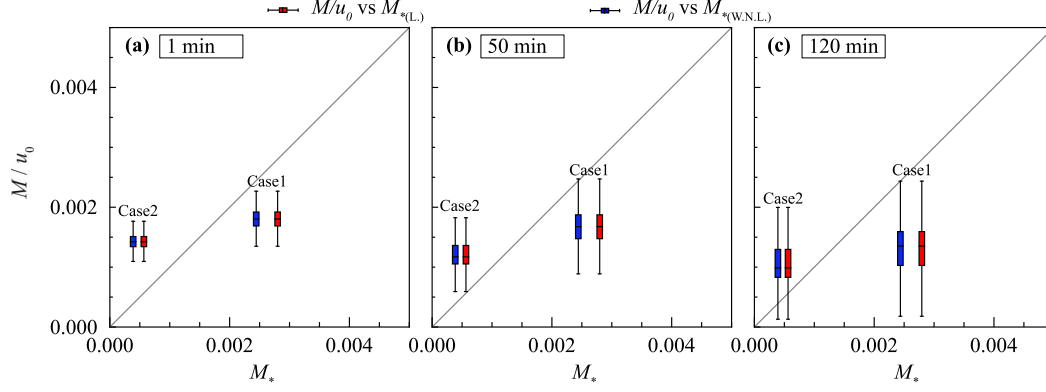 M/u₀ vs M*(L.) M/u₀ vs M*(W.N.L.)
(a) 1 min (b) 50 min (c) 120 min
0.004
Case1 Case1
Case2 Case1 Case2 Case2
0.002
M / u₀
0.000
0.000 0.002 0.004 0.000 0.002 0.004 0.000 0.002 0.004
M* M* M*